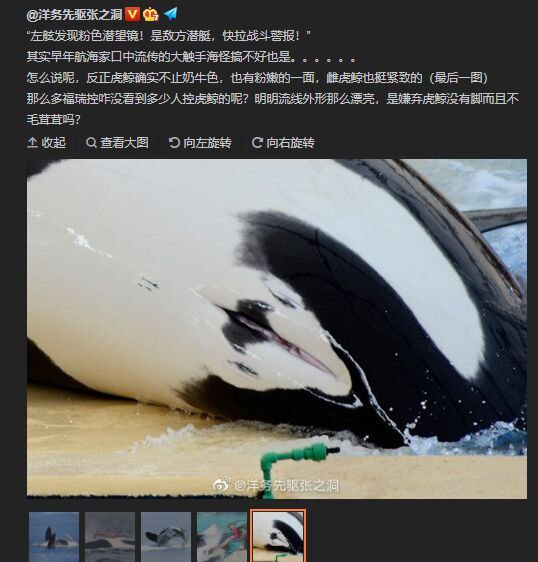 @洋务先驱张之洞
“左舷发现粉色潜望镜！是敌方潜艇，快拉战斗警报！”
其实早年航海家口中流传的大触手海怪搞不好也是。。。。。。
怎么说呢，反正虎鲸确实不止奶牛色，也有粉嫩的一面，雌虎鲸也挺紧致的（最后一图）
那么多福瑞控咋没看到多少人控虎鲸的呢？明明流线外形那么漂亮，是嫌弃虎鲸没有脚而且不
毛茸茸吗？
收起 查看大图 向左旋转 向右旋转
@洋务先驱张之洞